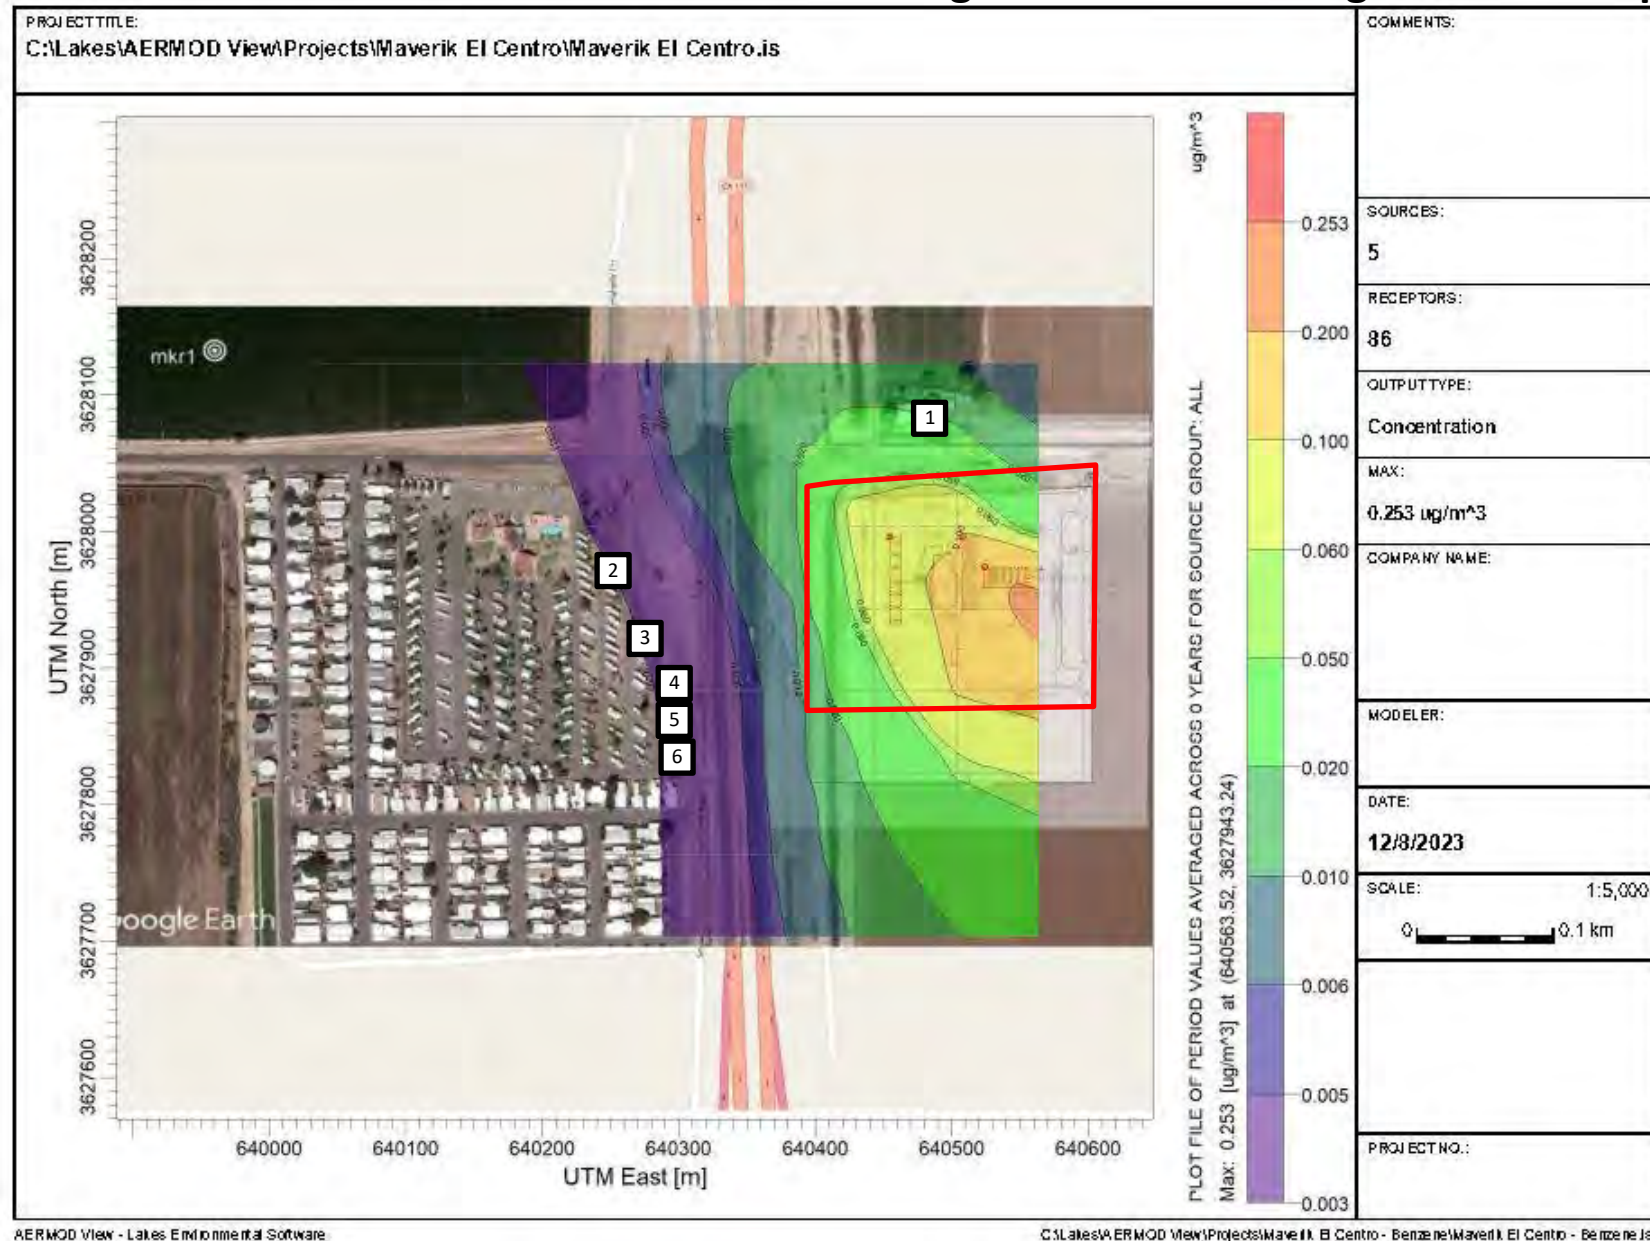 PROJECT TITLE:
C:\Lakes\AERMOD View\Projects\Maverik El Centro\Maverik El Centro.is
COMMENTS:
SOURCES:
5
RECEPTORS:
86
OUTPUT TYPE:
Concentration
MAX:
0.253 ug/m^3
COMPANY NAME:
MODELER:
DATE:
12/8/2023
SCALE:
1:5,000
0
0.1 km
PROJECT NO.:
ug/m^3
0.253
0.200
0.100
0.060
0.050
0.020
0.010
0.006
0.005
0.003
PLOT FILE OF PERIOD VALUES AVERAGED ACROSS 0 YEARS FOR SOURCE GROUP: ALL
Max: 0.253 [ug/m^3] at (640563.52, 3627943.24)
UTM North [m]
3628200
3628100
3628000
3627900
3627800
3627700
3627600
mkr1
1
2
3
4
5
6
oogle Earth
640000
640100
640200
640300
640400
640500
640600
UTM East [m]
AERMOD View - Lakes Environmental Software
C:\Lakes\AERMOD View\Projects\Maverik El Centro - Benzene\Maverik El Centro - Benzene.is